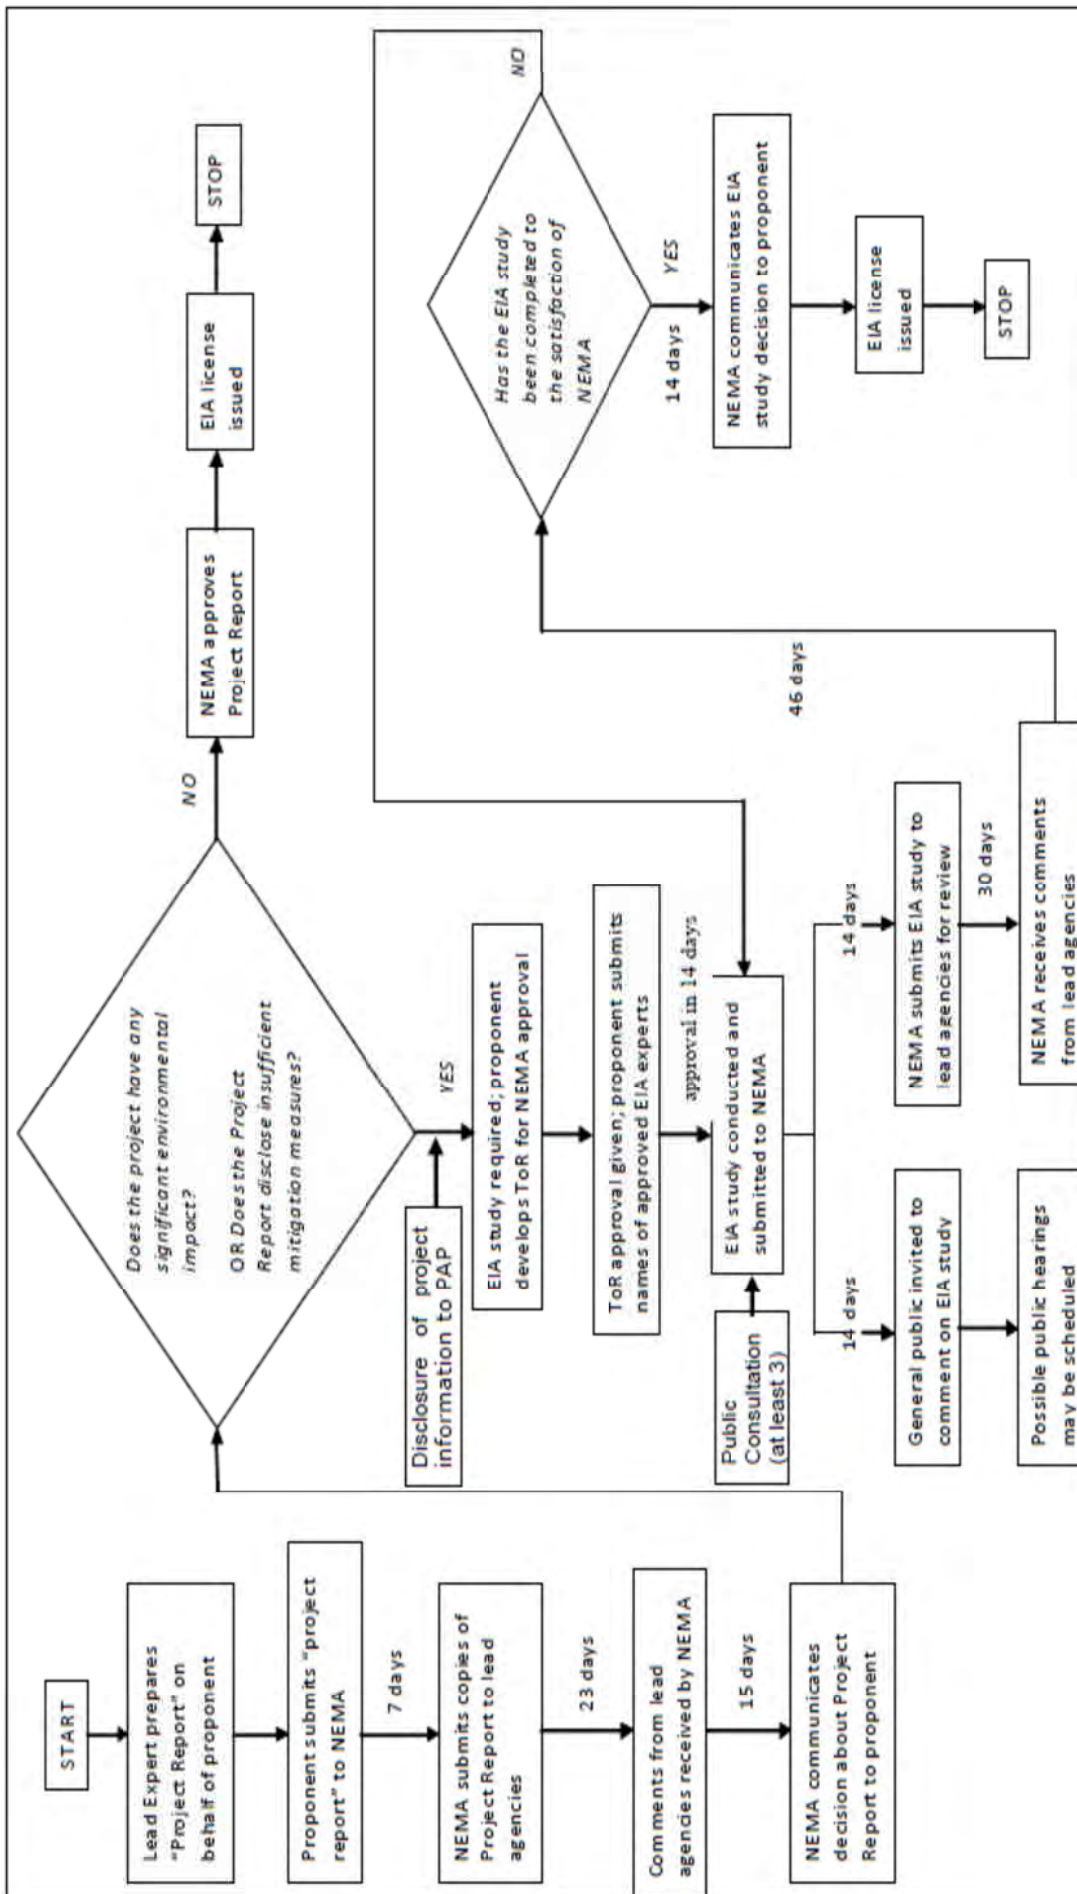 START
Lead Expert prepares
"Project Report" on
behalf of proponent
Proponent submits "project
report" to NEMA
7 days
NEMA submits copies of
Project Report to lead
agencies
23 days
Comments from lead
agencies received by NEMA
15 days
NEMA communicates
decision about Project
Report to proponent
Does the project have any
significant environmental
impact?
OR Does the Project
Report disclose insufficient
mitigation measures?
NO
NEMA approves
Project Report
EIA license
issued
STOP
YES
Disclosure of project
information to PAP
EIA study required; proponent
develops ToR for NEMA approval
ToR approval given; proponent submits
names of approved EIA experts
approval in 14 days
Public
Consultation
(at least 3)
EIA study conducted and
submitted to NEMA
14 days
General public invited to
comment on EIA study
Possible public hearings
may be scheduled
14 days
NEMA submits EIA study to
lead agencies for review
30 days
NEMA receives comments
from lead agencies
46 days
Has the EIA study
been completed to
the satisfaction of
NEMA
NO
YES
14 days
NEMA communicates EIA
study decision to proponent
EIA license
issued
STOP